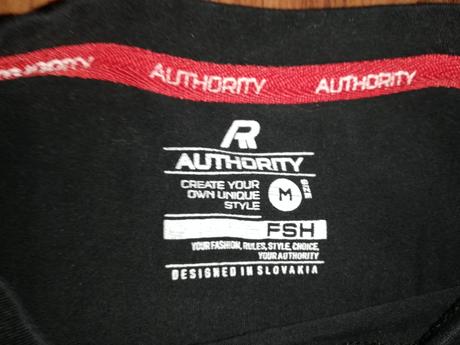 AUTHORITY AUTHORITY
R
AUTHORITY
CREATE YOUR
OWN UNIQUE
STYLE
M
SIZE
FSH
YOUR FASHION, RULES, STYLE, CHOICE,
YOUR AUTHORITY
DESIGNED IN SLOVAKIA